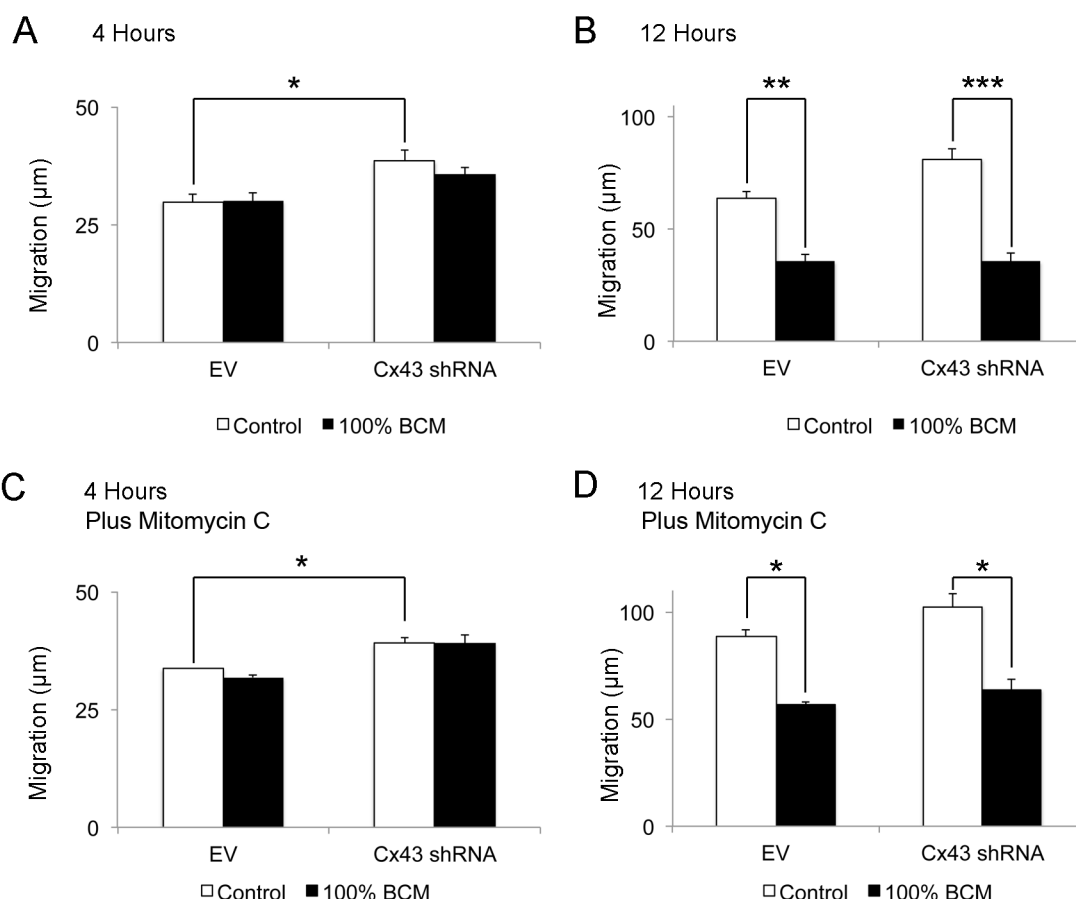 A
4 Hours
*
50
25
0
Migration (µm)
EV
Cx43 shRNA
Control
100% BCM
B
12 Hours
**
***
100
50
0
Migration (µm)
EV
Cx43 shRNA
Control
100% BCM
C
4 Hours
Plus Mitomycin C
*
50
25
0
Migration (µm)
EV
Cx43 shRNA
Control
100% BCM
D
12 Hours
Plus Mitomycin C
*
*
100
50
0
Migration (µm)
EV
Cx43 shRNA
Control
100% BCM